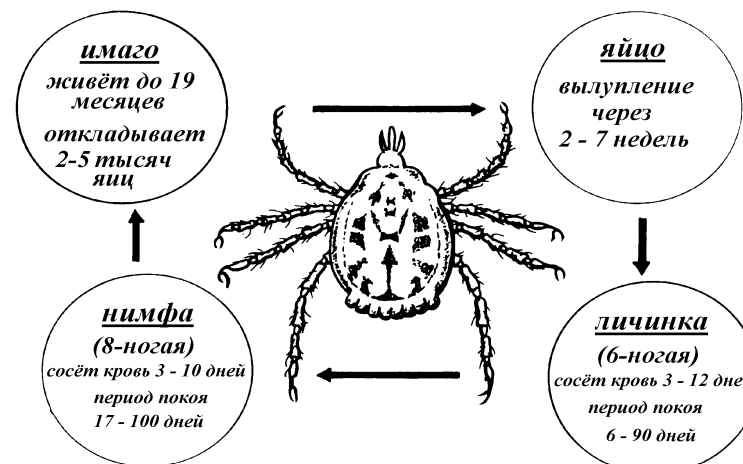 имаго
живёт до 19
месяцев
откладывает
2-5 тысяч
яиц
яйцо
вылупление
через
2 - 7 недель
нимфа
(8-ногая)
сосёт кровь 3 - 10 дней
период покоя
17 - 100 дней
личинка
(6-ногая)
сосёт кровь 3 - 12 дне
период покоя
6 - 90 дней